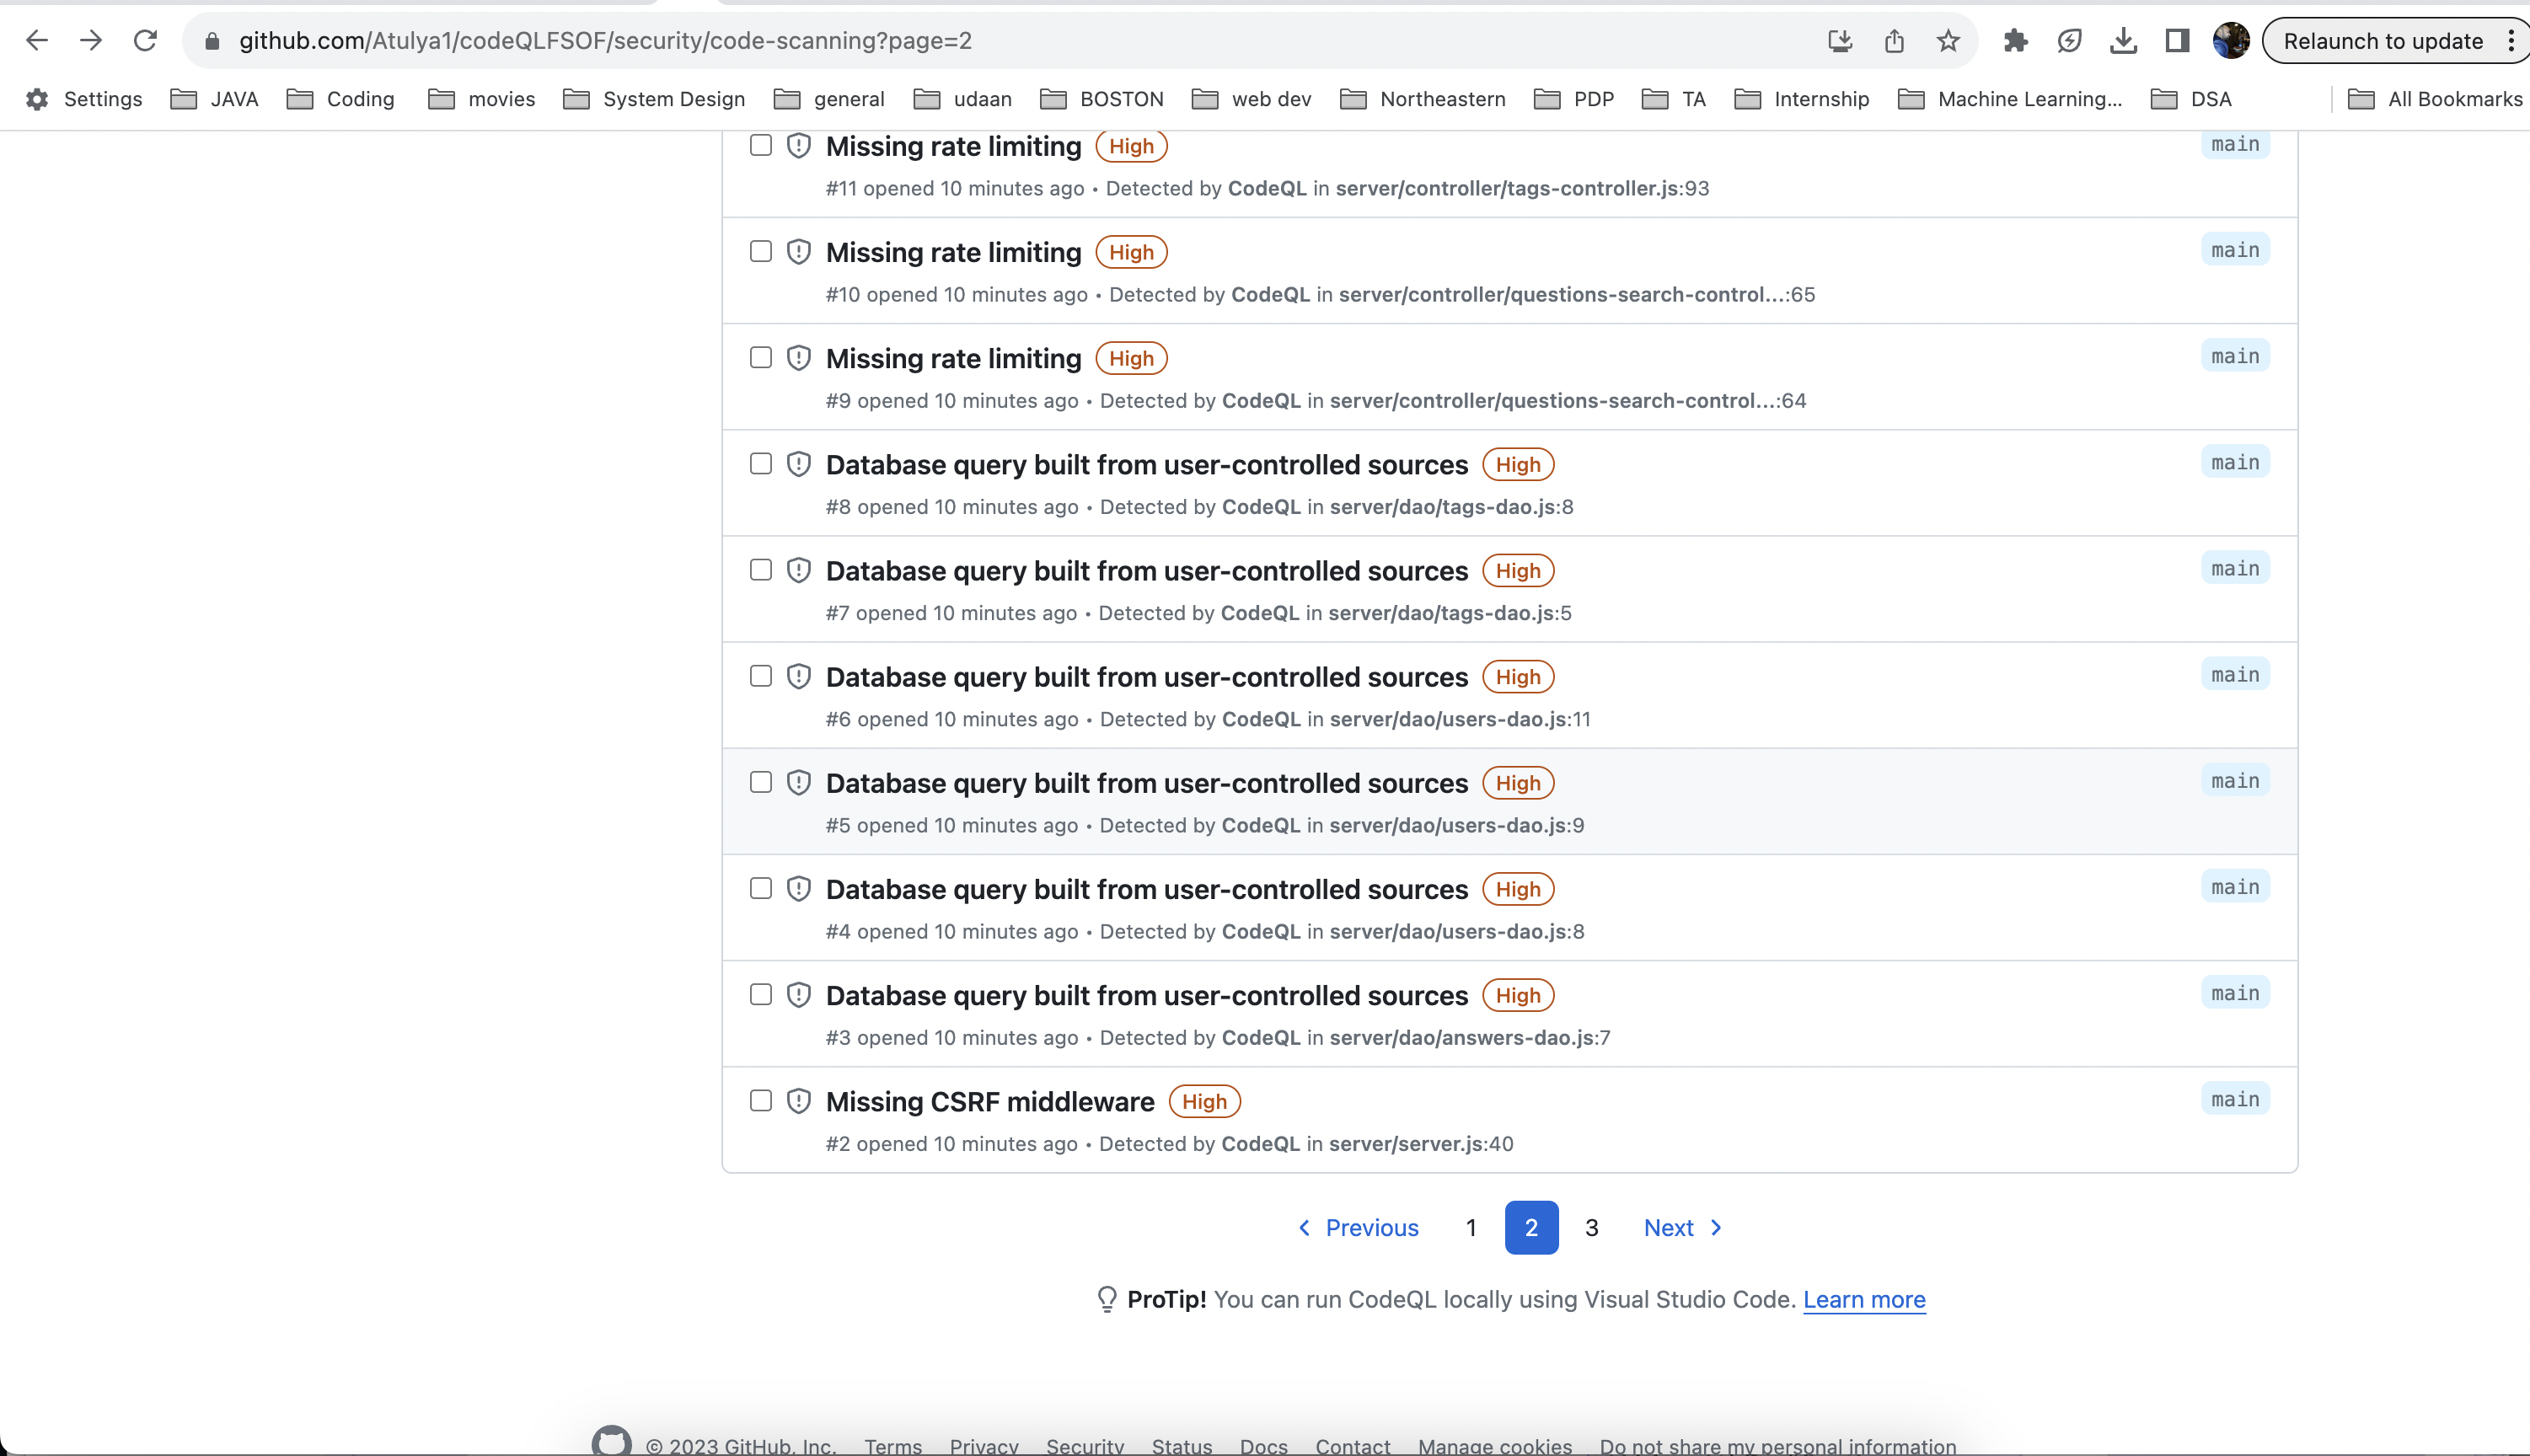 github.com/Atulya1/codeQLFSOF/security/code-scanning?page=2
Relaunch to update
Settings JAVA Coding movies System Design general udaan BOSTON web dev Northeastern PDP TA Internship Machine Learning... DSA All Bookmarks
Missing rate limiting High main
#11 opened 10 minutes ago • Detected by CodeQL in server/controller/tags-controller.js:93
Missing rate limiting High main
#10 opened 10 minutes ago • Detected by CodeQL in server/controller/questions-search-control...:65
Missing rate limiting High main
#9 opened 10 minutes ago • Detected by CodeQL in server/controller/questions-search-control...:64
Database query built from user-controlled sources High main
#8 opened 10 minutes ago • Detected by CodeQL in server/dao/tags-dao.js:8
Database query built from user-controlled sources High main
#7 opened 10 minutes ago • Detected by CodeQL in server/dao/tags-dao.js:5
Database query built from user-controlled sources High main
#6 opened 10 minutes ago • Detected by CodeQL in server/dao/users-dao.js:11
Database query built from user-controlled sources High main
#5 opened 10 minutes ago • Detected by CodeQL in server/dao/users-dao.js:9
Database query built from user-controlled sources High main
#4 opened 10 minutes ago • Detected by CodeQL in server/dao/users-dao.js:8
Database query built from user-controlled sources High main
#3 opened 10 minutes ago • Detected by CodeQL in server/dao/answers-dao.js:7
Missing CSRF middleware High main
#2 opened 10 minutes ago • Detected by CodeQL in server/server.js:40
Previous 1 2 3 Next
ProTip! You can run CodeQL locally using Visual Studio Code. Learn more
© 2023 GitHub, Inc. Terms Privacy Security Status Docs Contact Manage cookies Do not share my personal information